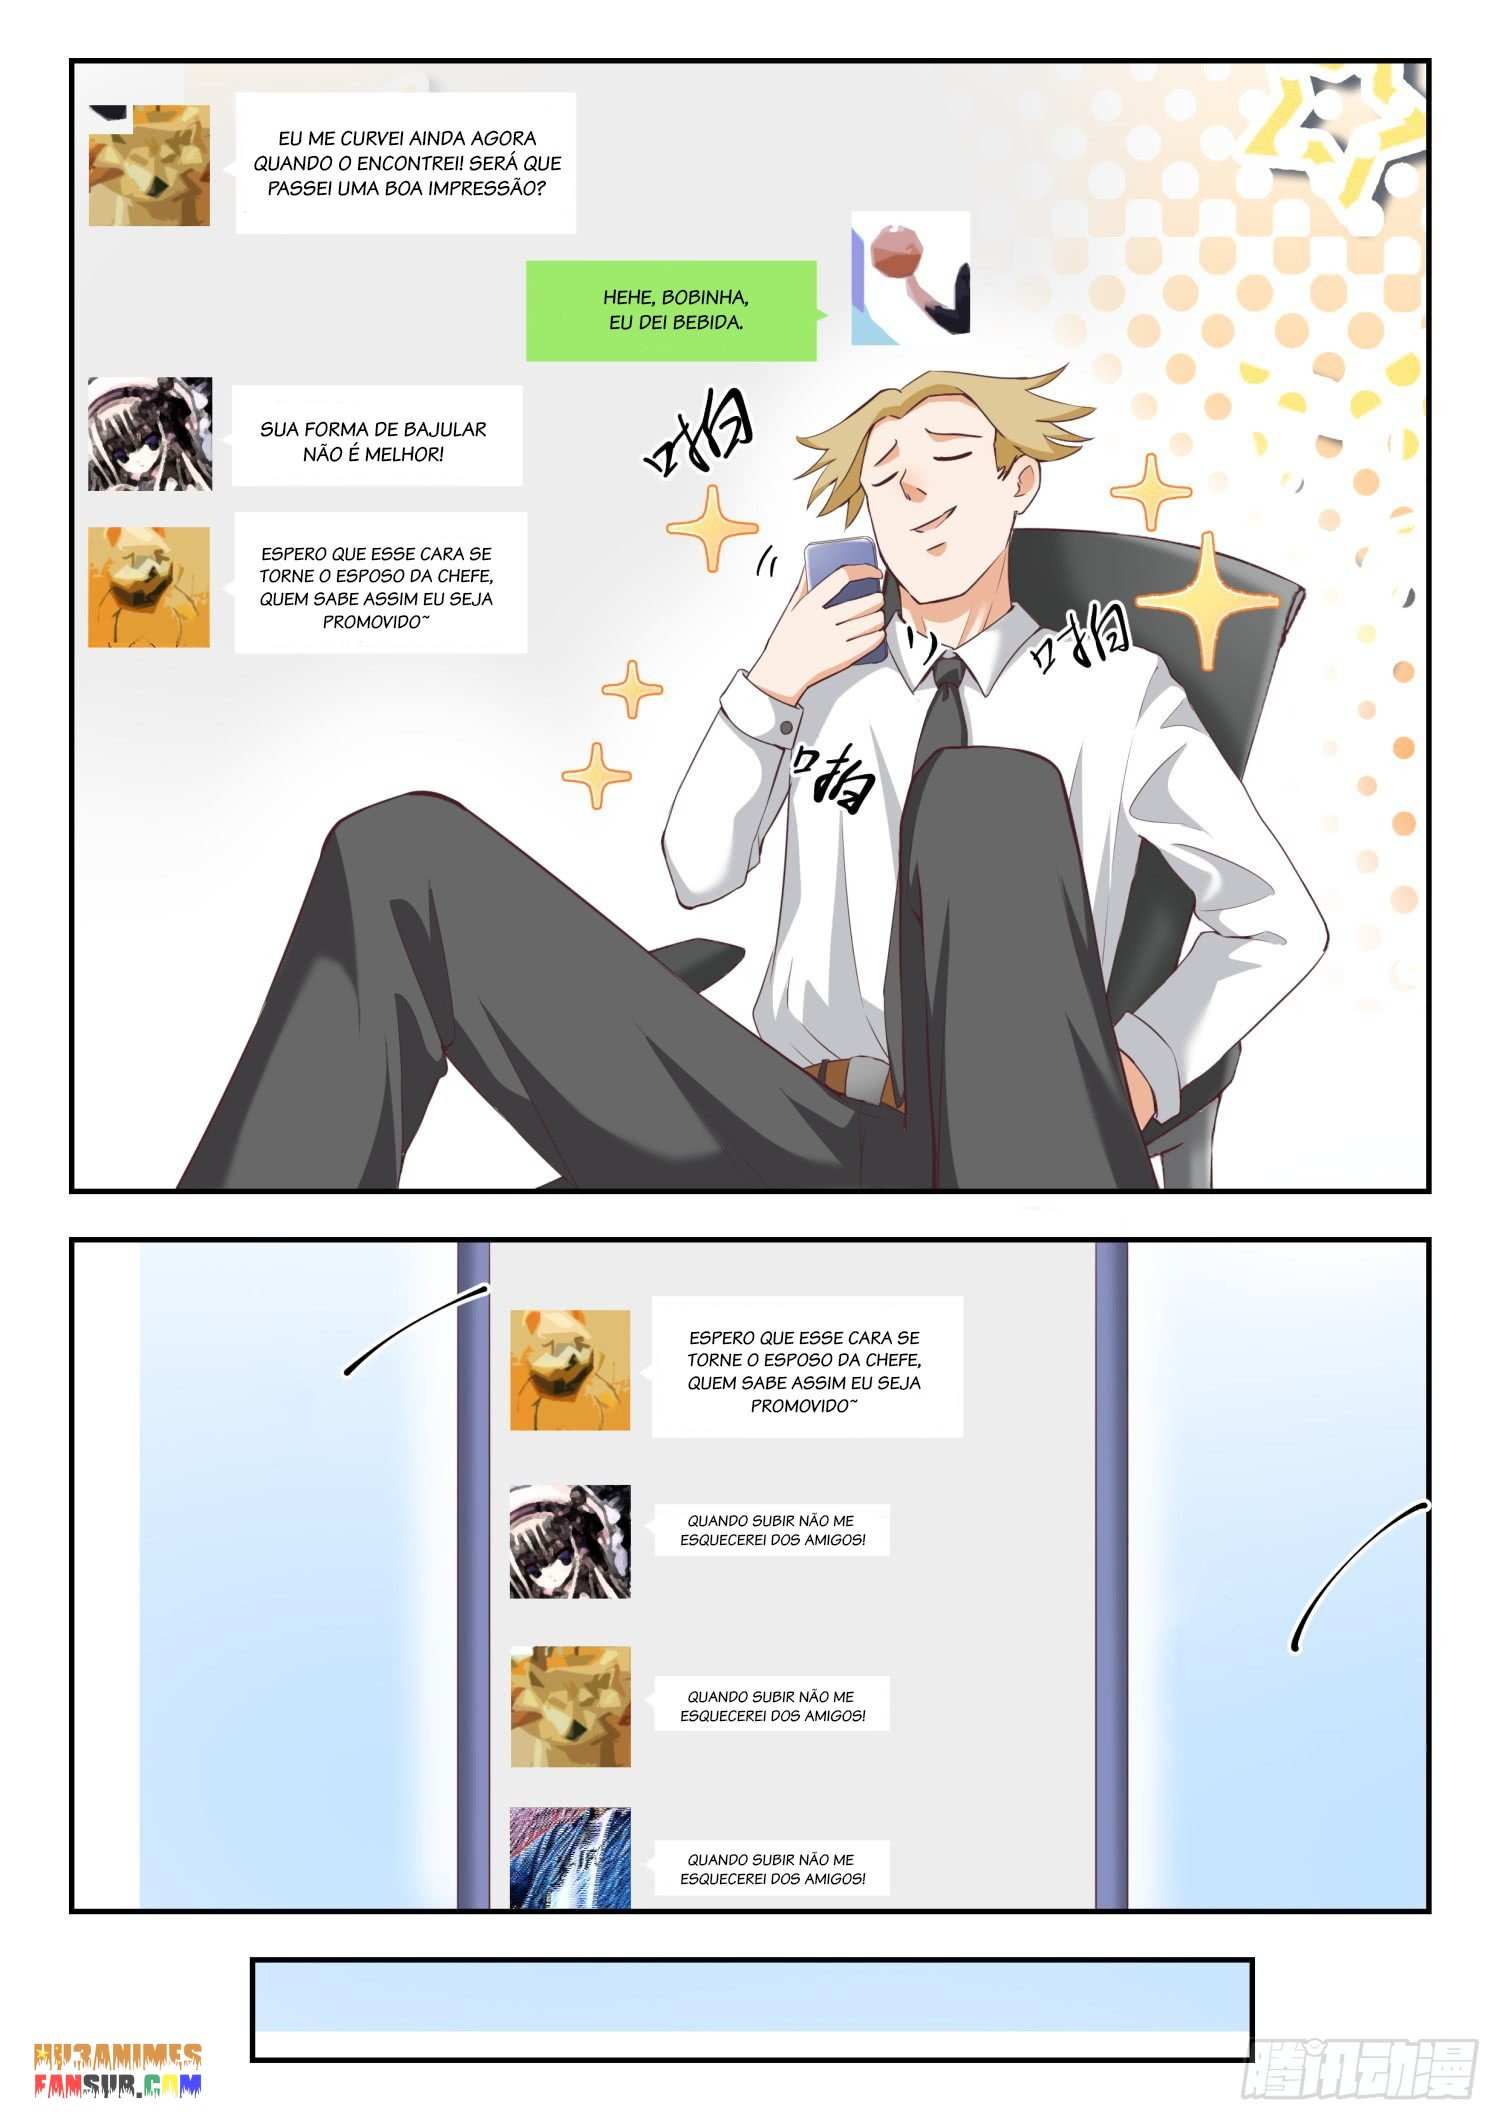 EU ME CURVEI AINDA AGORA
QUANDO O ENCONTREI! SERÁ QUE
PASSEI UMA BOA IMPRESSÃO?
HEHE, BOBINHA,
EU DEI BEBIDA.
SUA FORMA DE BAJULAR
NÃO É MELHOR!
啪
ESPERO QUE ESSE CARA SE
TORNE O ESPOSO DA CHEFE,
QUEM SABE ASSIM EU SEJA
PROMOVIDO~
啪
啪
ESPERO QUE ESSE CARA SE
TORNE O ESPOSO DA CHEFE,
QUEM SABE ASSIM EU SEJA
PROMOVIDO~
QUANDO SUBIR NÃO ME
ESQUECEREI DOS AMIGOS!
QUANDO SUBIR NÃO ME
ESQUECEREI DOS AMIGOS!
QUANDO SUBIR NÃO ME
ESQUECEREI DOS AMIGOS!
HU3ANIMES
FANSUB.COM
腾讯动漫